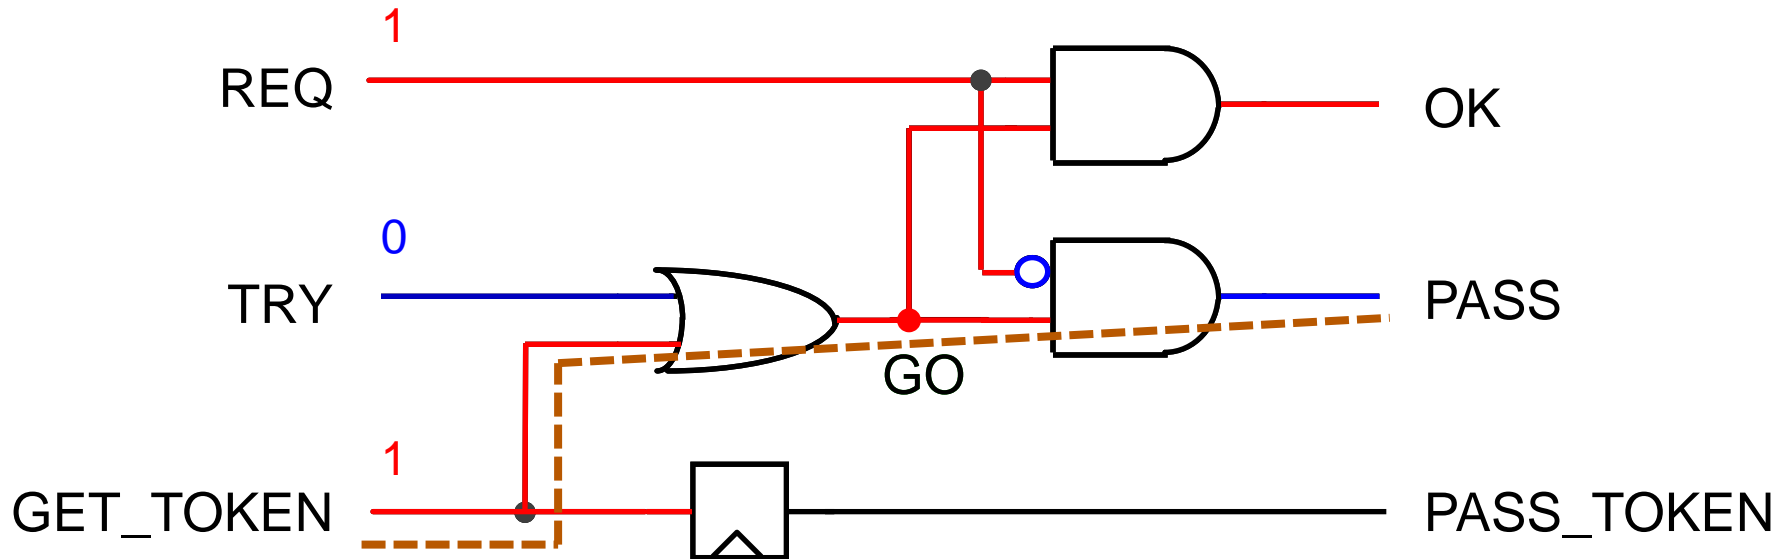 1
REQ
OK
0
TRY
PASS
GO
1
GET_TOKEN
PASS_TOKEN